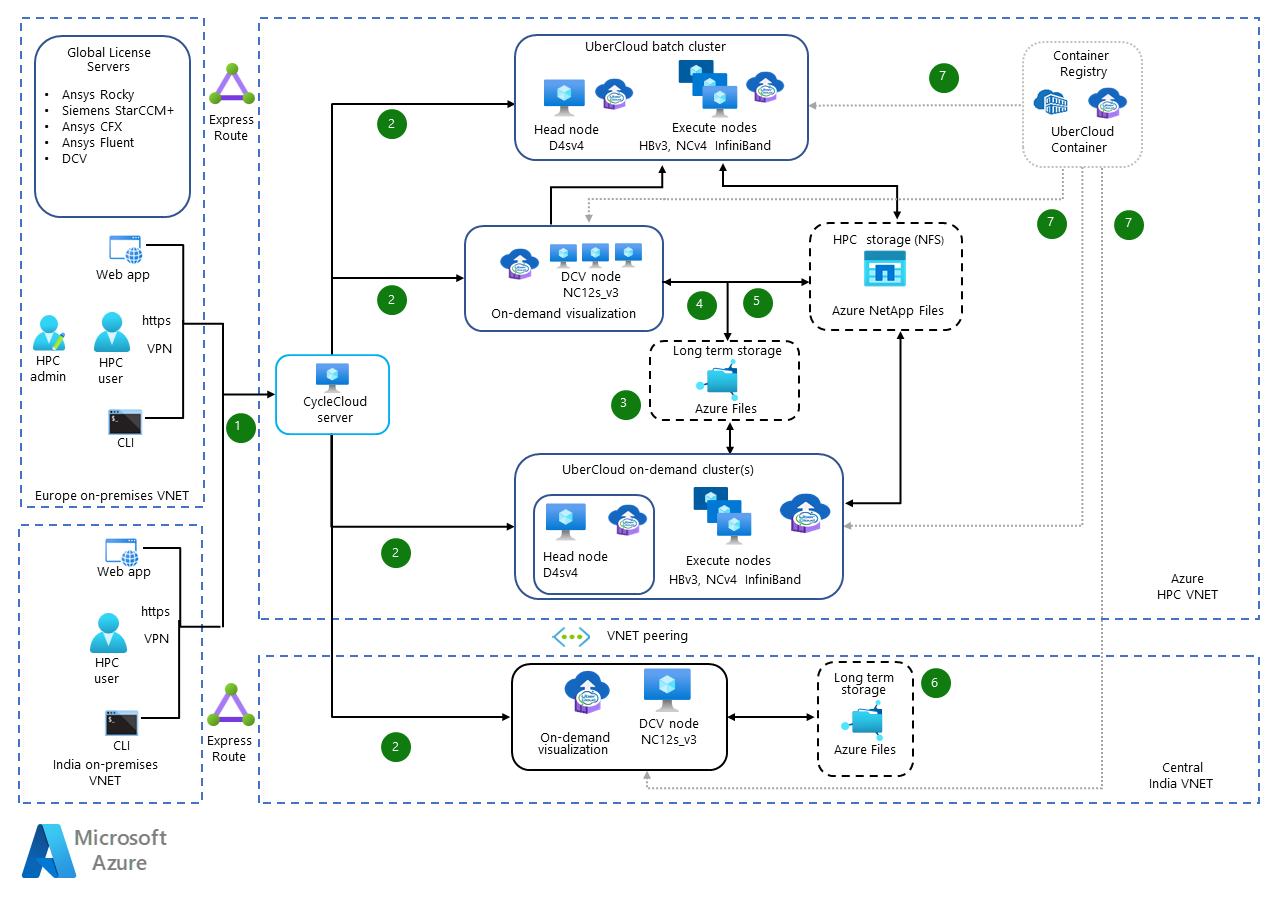 Global License
Servers
• Ansys Rocky
• Siemens StarCCM+
• Ansys CFX
• Ansys Fluent
• DCV
Web app
https
VPN
HPC
admin
HPC
user
CLI
Europe on-premises VNET
Express
Route
1
Web app
https
VPN
HPC
user
CLI
India on-premises
VNET
Express
Route
CycleCloud
server
2
2
2
2
UberCloud batch cluster
Head node
D4sv4
Execute nodes
HBv3, NCv4 InfiniBand
7
Container
Registry
UberCloud
Container
7
7
DCV node
NC12s_v3
On-demand visualization
4
5
HPC storage (NFS)
Azure NetApp Files
3
Long term storage
Azure Files
UberCloud on-demand cluster(s)
Head node
D4sv4
Execute nodes
HBv3, NCv4 InfiniBand
Azure
HPC VNET
VNET peering
On-demand
visualization
DCV node
NC12s_v3
Long term
storage
Azure Files
6
Central
India VNET
Microsoft
Azure